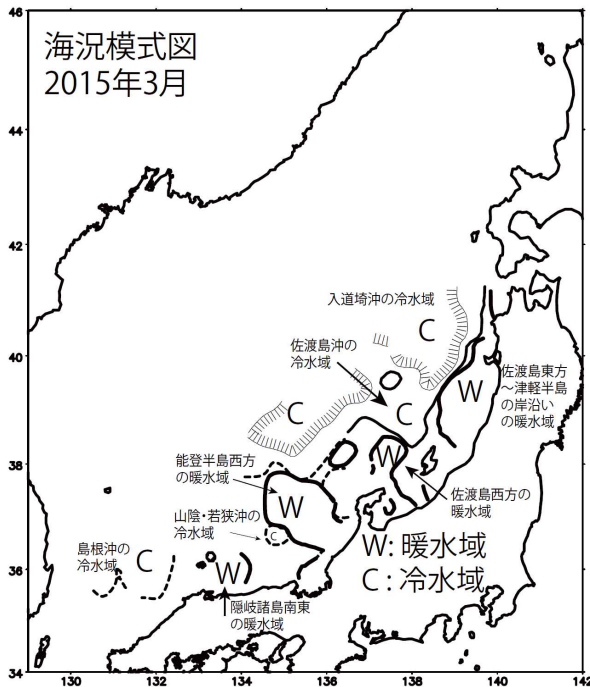 海況模式図
2015年3月
46
44
42
40
38
36
34
130
132
134
136
138
140
142
入道埼沖の冷水域
C
佐渡島沖の
冷水域
C
C
W
佐渡島東方
～津軽半島
の岸沿い
の暖水域
能登半島西方
の暖水域
W
W
佐渡島西方の
暖水域
山陰・若狭沖の
冷水域
C
島根沖の
冷水域
C
W
隠岐諸島南東
の暖水域
W: 暖水域
C : 冷水域